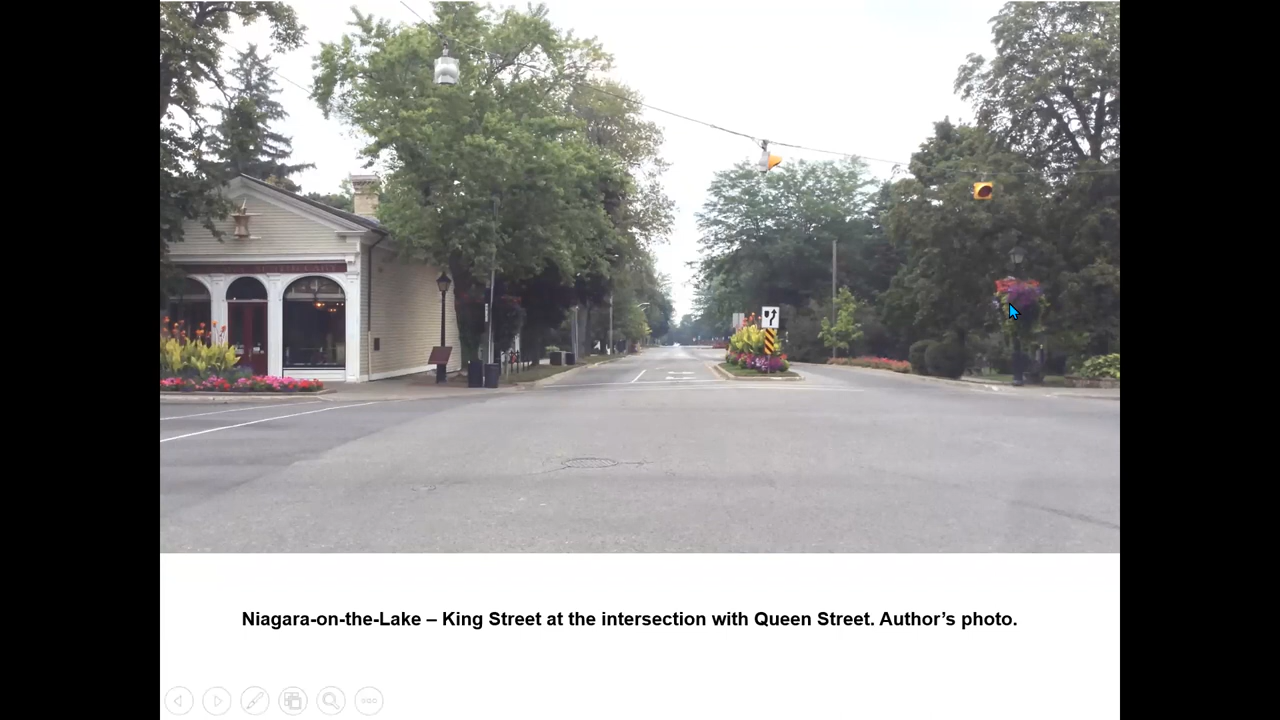 Niagara-on-the-Lake – King Street at the intersection with Queen Street. Author’s photo.